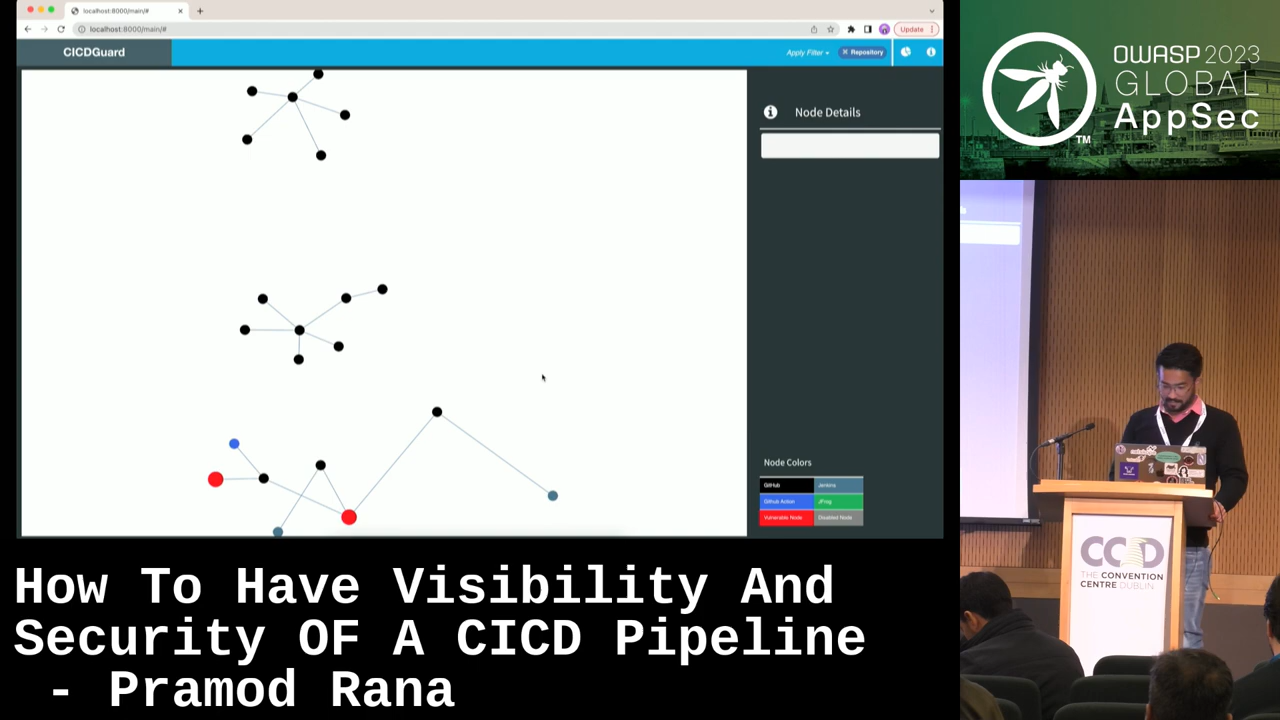 localhost:8000/main/#
localhost:8000/main/#
Update
CICDGuard
Apply Filter
Repository
Node Details
Node Colors
GitHub
Jenkins
Github Action
JFrog
Vulnerable Node
Disabled Node
OWASP 2023
GLOBAL
AppSec
TM
CCD
THE CONVENTION
CENTRE DUBLIN
How To Have Visibility And
Security OF A CICD Pipeline
- Pramod Rana